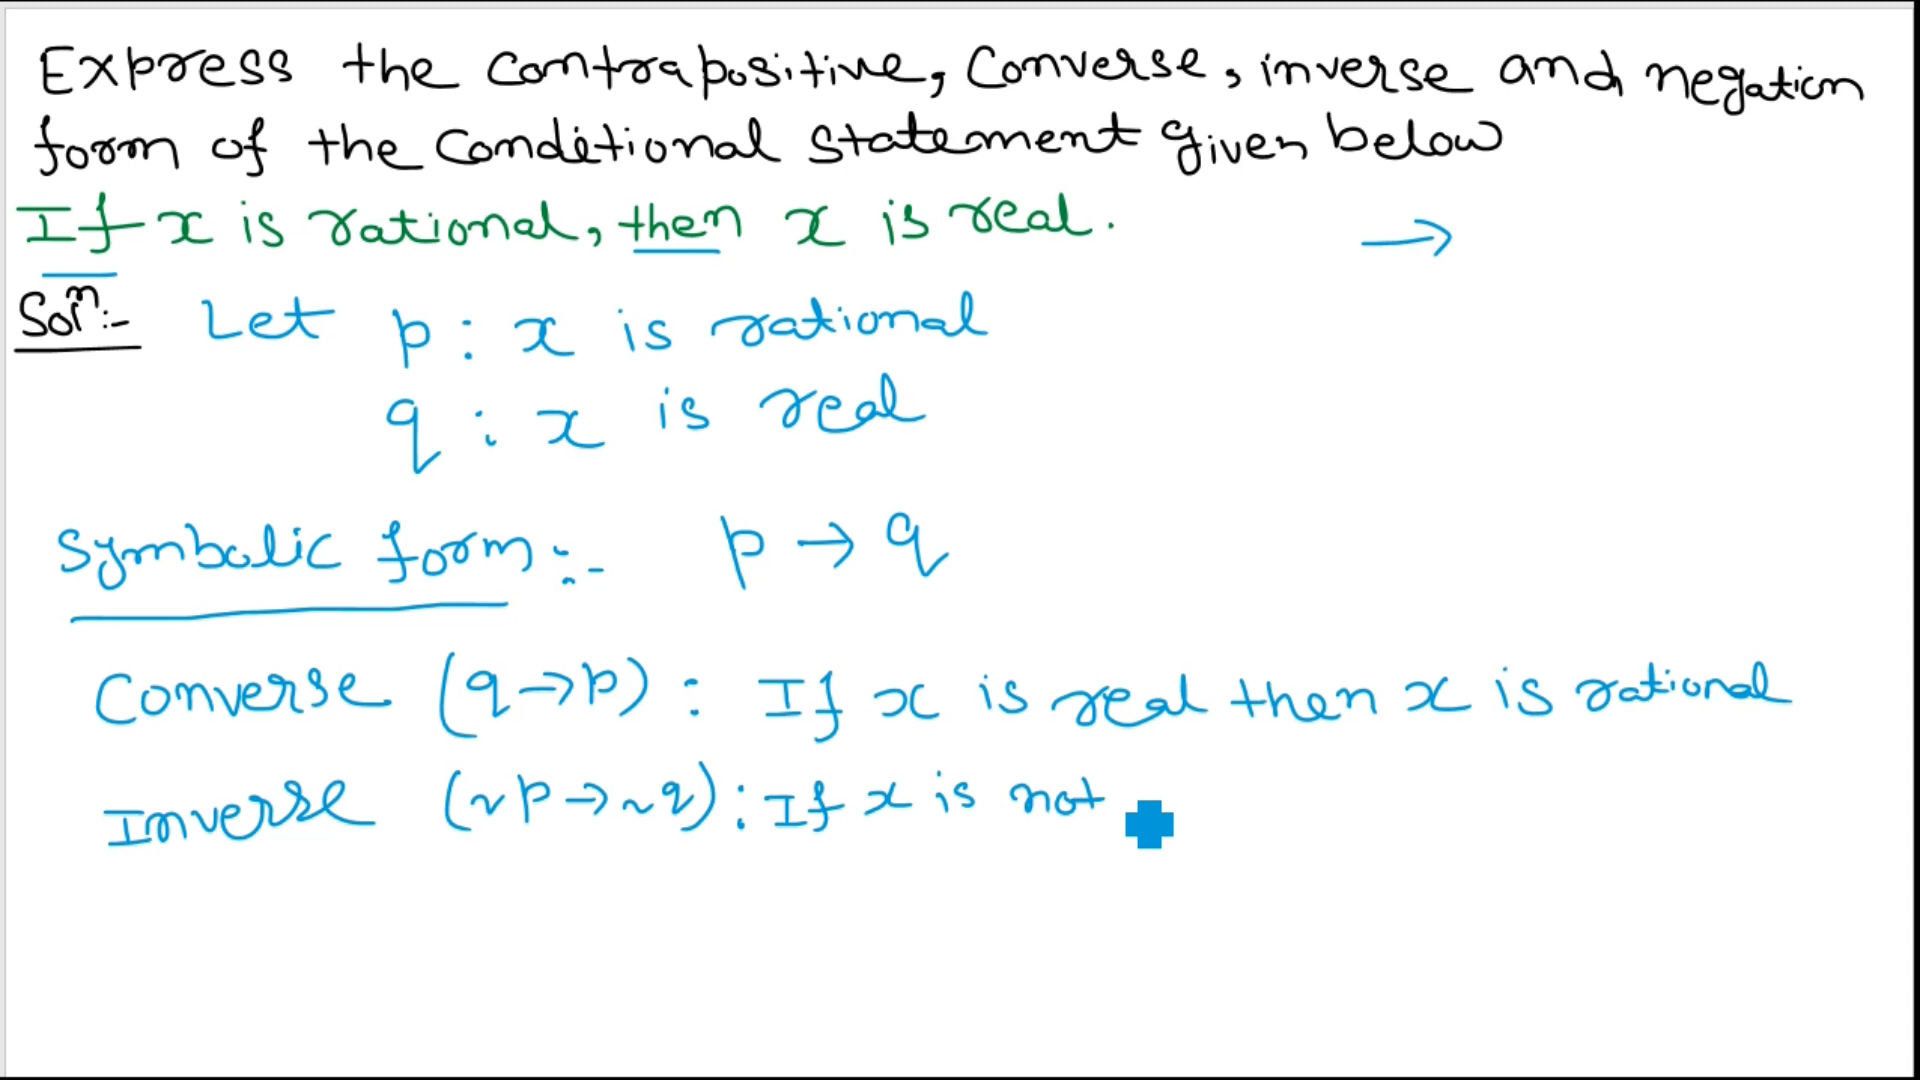 Express the contrapositive, Converse, inverse and negation
form of the Conditional Statement given below
If x is rational, then x is real. →
Solⁿ:- Let p : x is rational
q : x is real
Symbolic form:- p → q
Converse (q→p) : If x is real then x is rational
Inverse (~p→~q) : If x is not